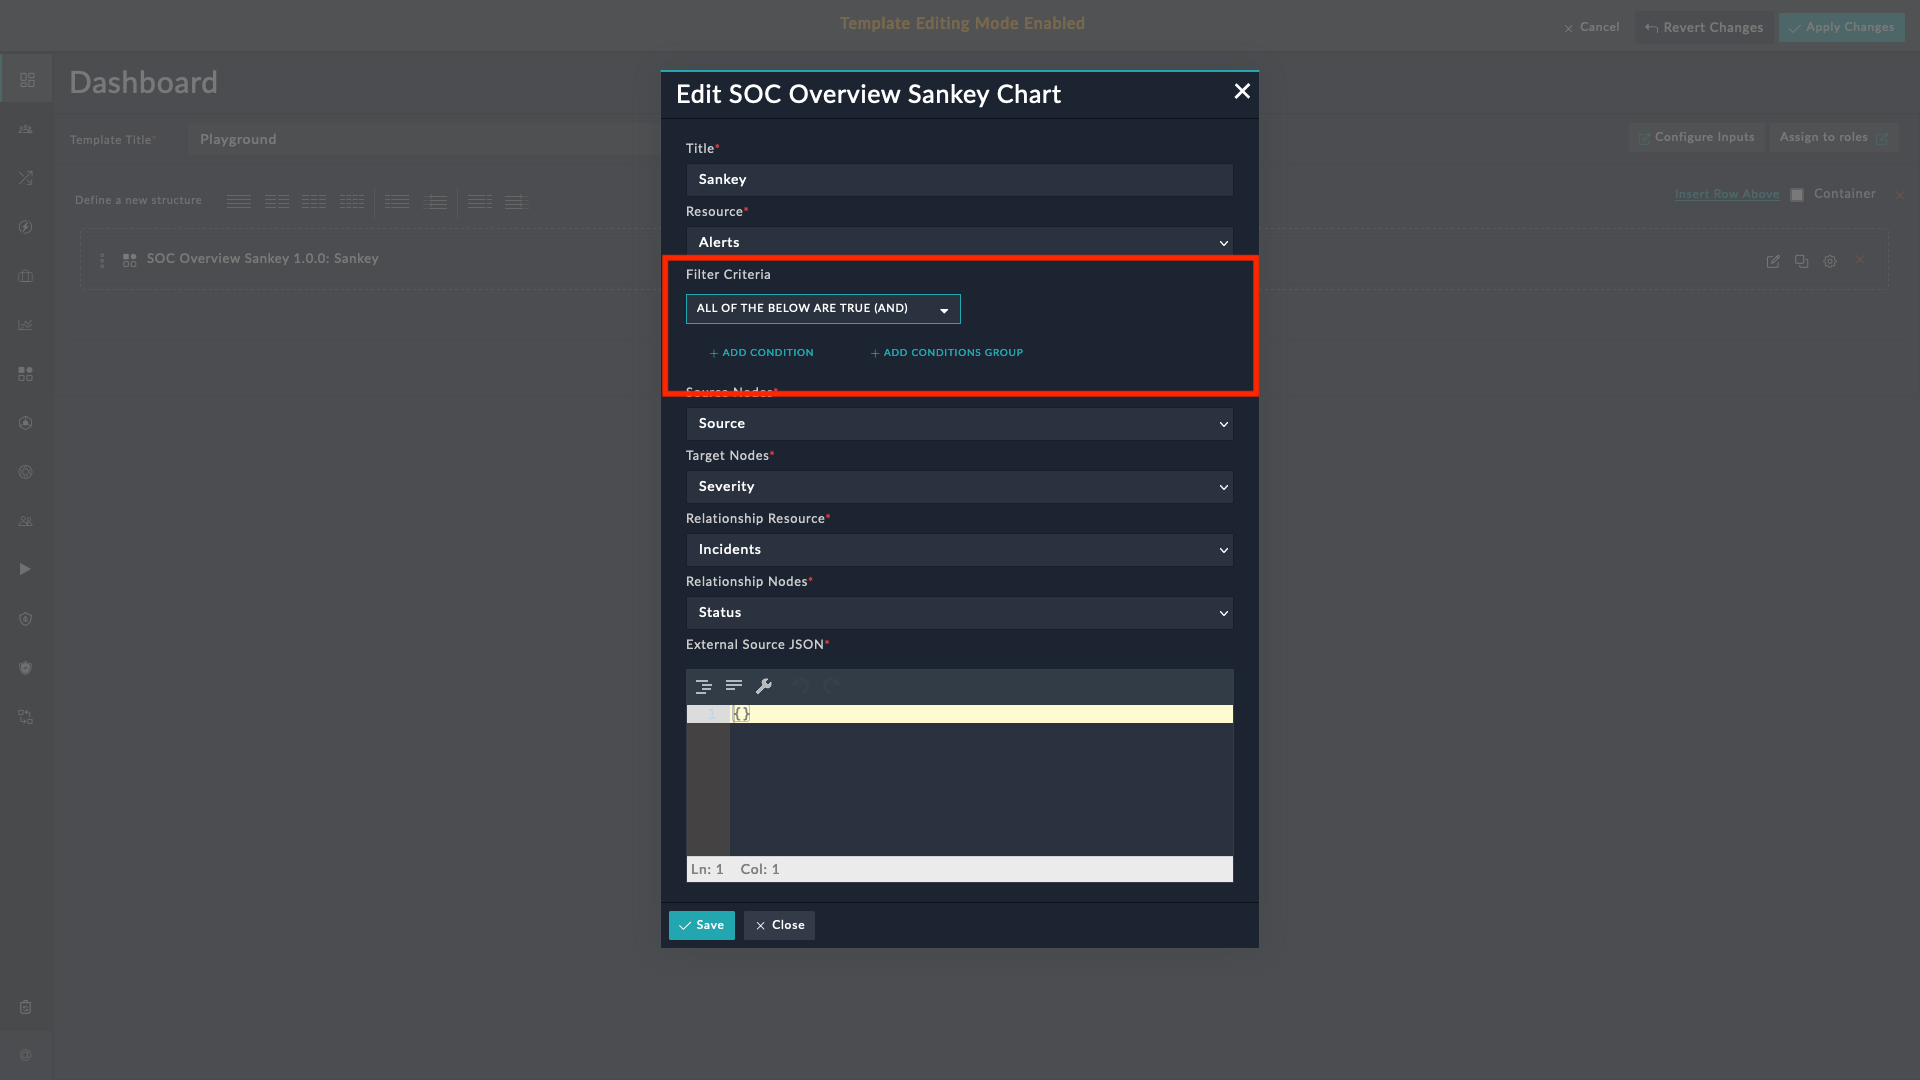 Template Editing Mode Enabled
Cancel
Revert Changes
Apply Changes
Dashboard
Template Title*
Playground
Configure Inputs
Assign to roles
Define a new structure
Insert Row Above
Container
SOC Overview Sankey 1.0.0: Sankey
Edit SOC Overview Sankey Chart
Title*
Sankey
Resource*
Alerts
Filter Criteria
ALL OF THE BELOW ARE TRUE (AND)
+ ADD CONDITION
+ ADD CONDITIONS GROUP
Source Nodes*
Source
Target Nodes*
Severity
Relationship Resource*
Incidents
Relationship Nodes*
Status
External Source JSON*
1 {}
Ln: 1 Col: 1
Save
Close